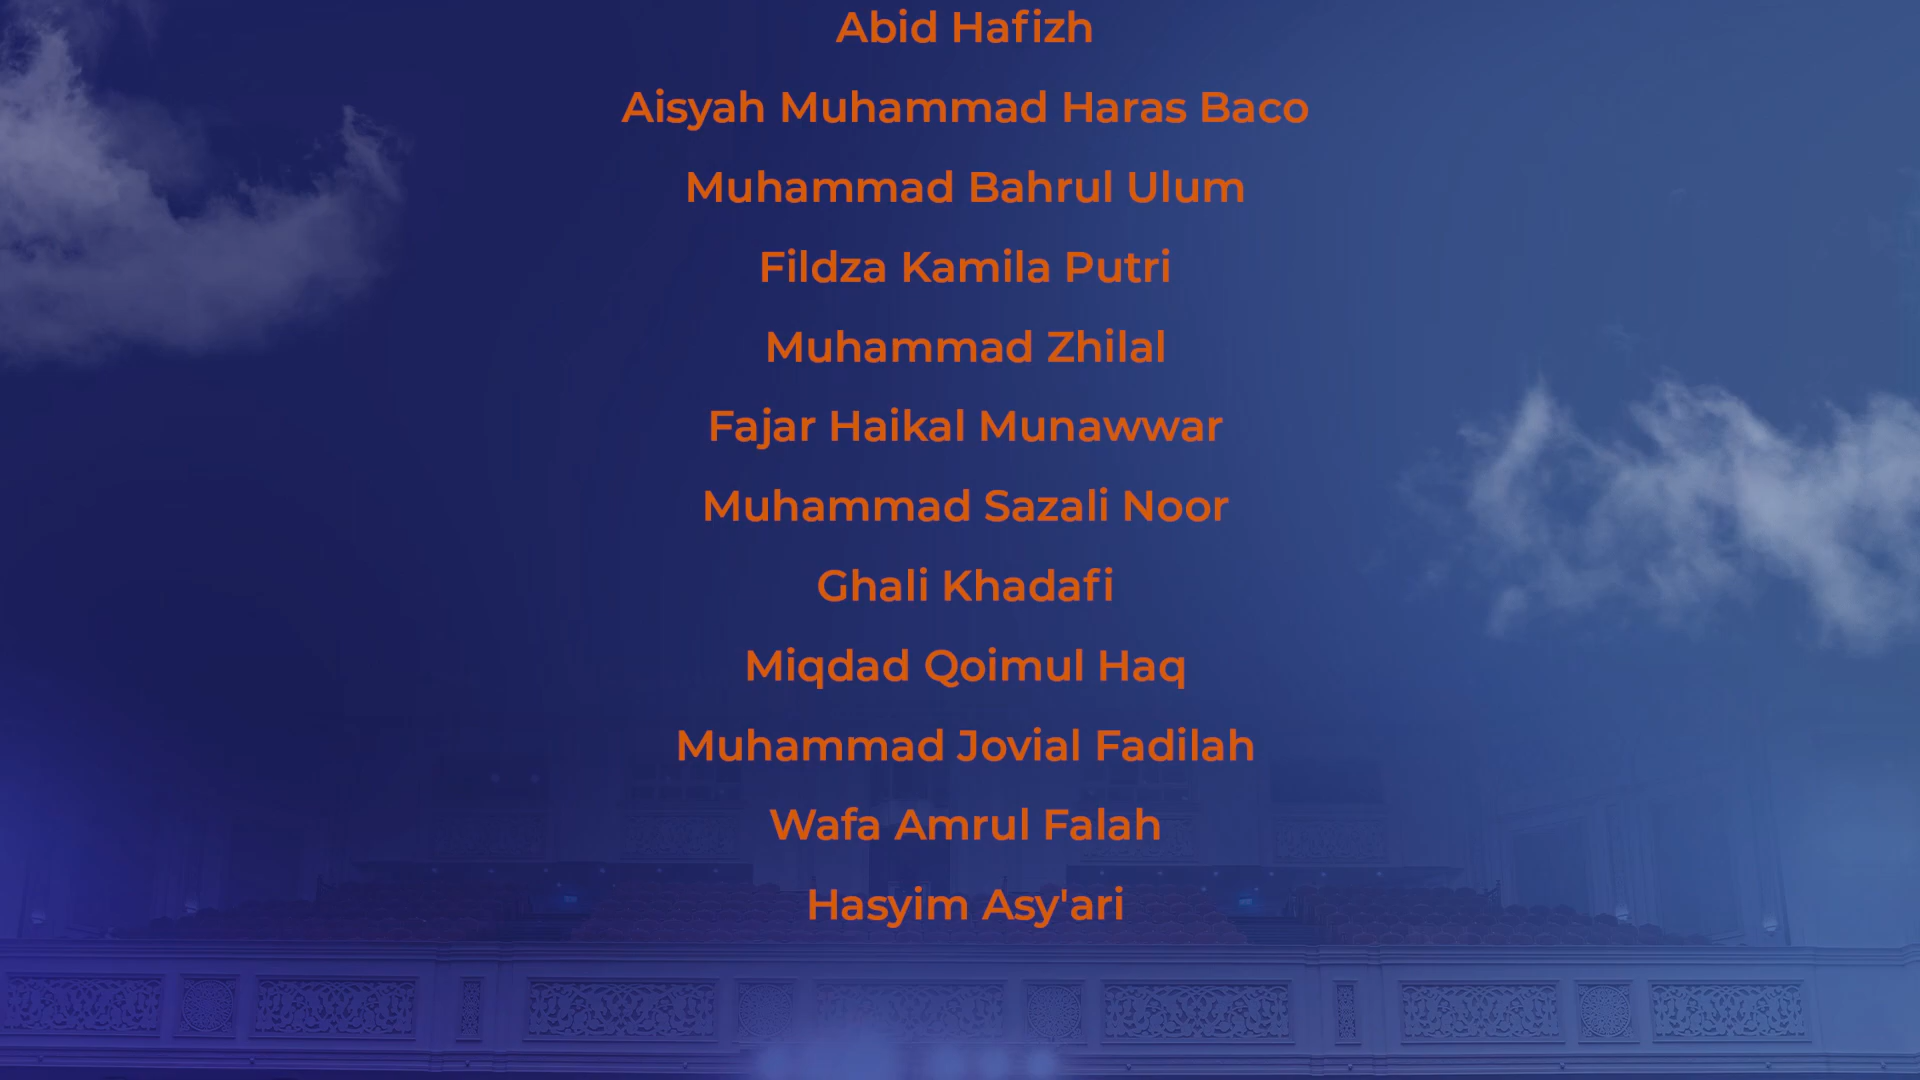 Abid Hafizh
Aisyah Muhammad Haras Baco
Muhammad Bahrul Ulum
Fildza Kamila Putri
Muhammad Zhilal
Fajar Haikal Munawwar
Muhammad Sazali Noor
Ghali Khadafi
Miqdad Qoimul Haq
Muhammad Jovial Fadilah
Wafa Amrul Falah
Hasyim Asy'ari